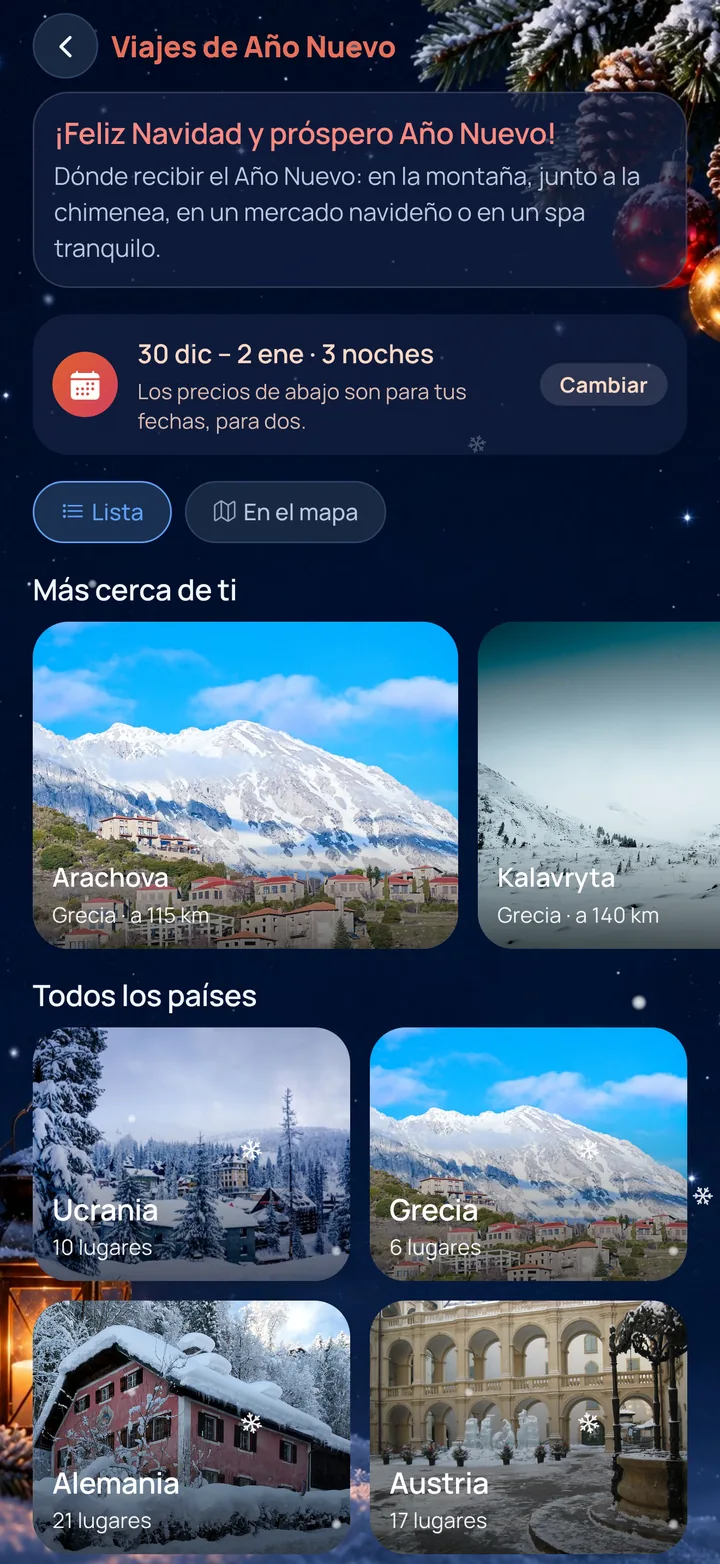 Viajes de Año Nuevo
¡Feliz Navidad y próspero Año Nuevo!
Dónde recibir el Año Nuevo: en la montaña, junto a la
chimenea, en un mercado navideño o en un spa
tranquilo.
30 dic – 2 ene · 3 noches
Los precios de abajo son para tus
fechas, para dos.
Cambiar
Lista
En el mapa
Más cerca de ti
Arachova
Grecia · a 115 km
Kalavryta
Grecia · a 140 km
Todos los países
Ucrania
10 lugares
Grecia
6 lugares
Alemania
21 lugares
Austria
17 lugares